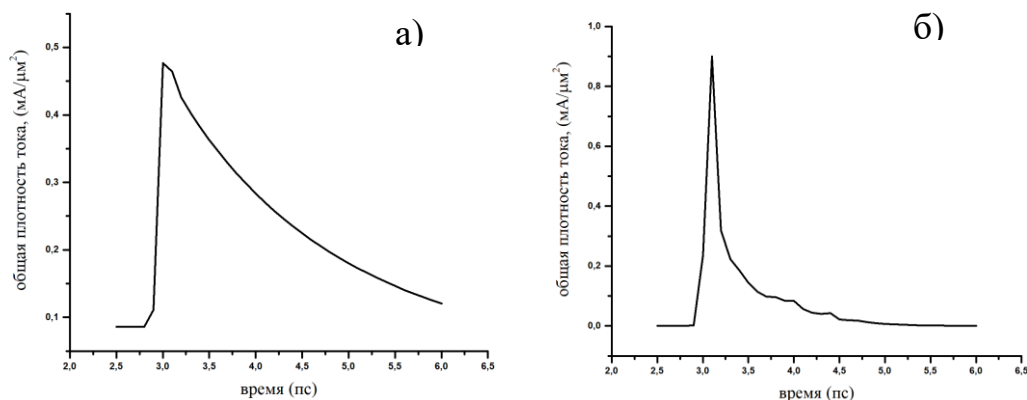 а)
общая плотность тока, (мА/μм²)
0,5
0,4
0,3
0,2
0,1
2,0 2,5 3,0 3,5 4,0 4,5 5,0 5,5 6,0 6,5
время (пс)
б)
общая плотность тока, (мА/μм²)
1,0
0,8
0,6
0,4
0,2
0,0
2,0 2,5 3,0 3,5 4,0 4,5 5,0 5,5 6,0 6,5
время (пс)